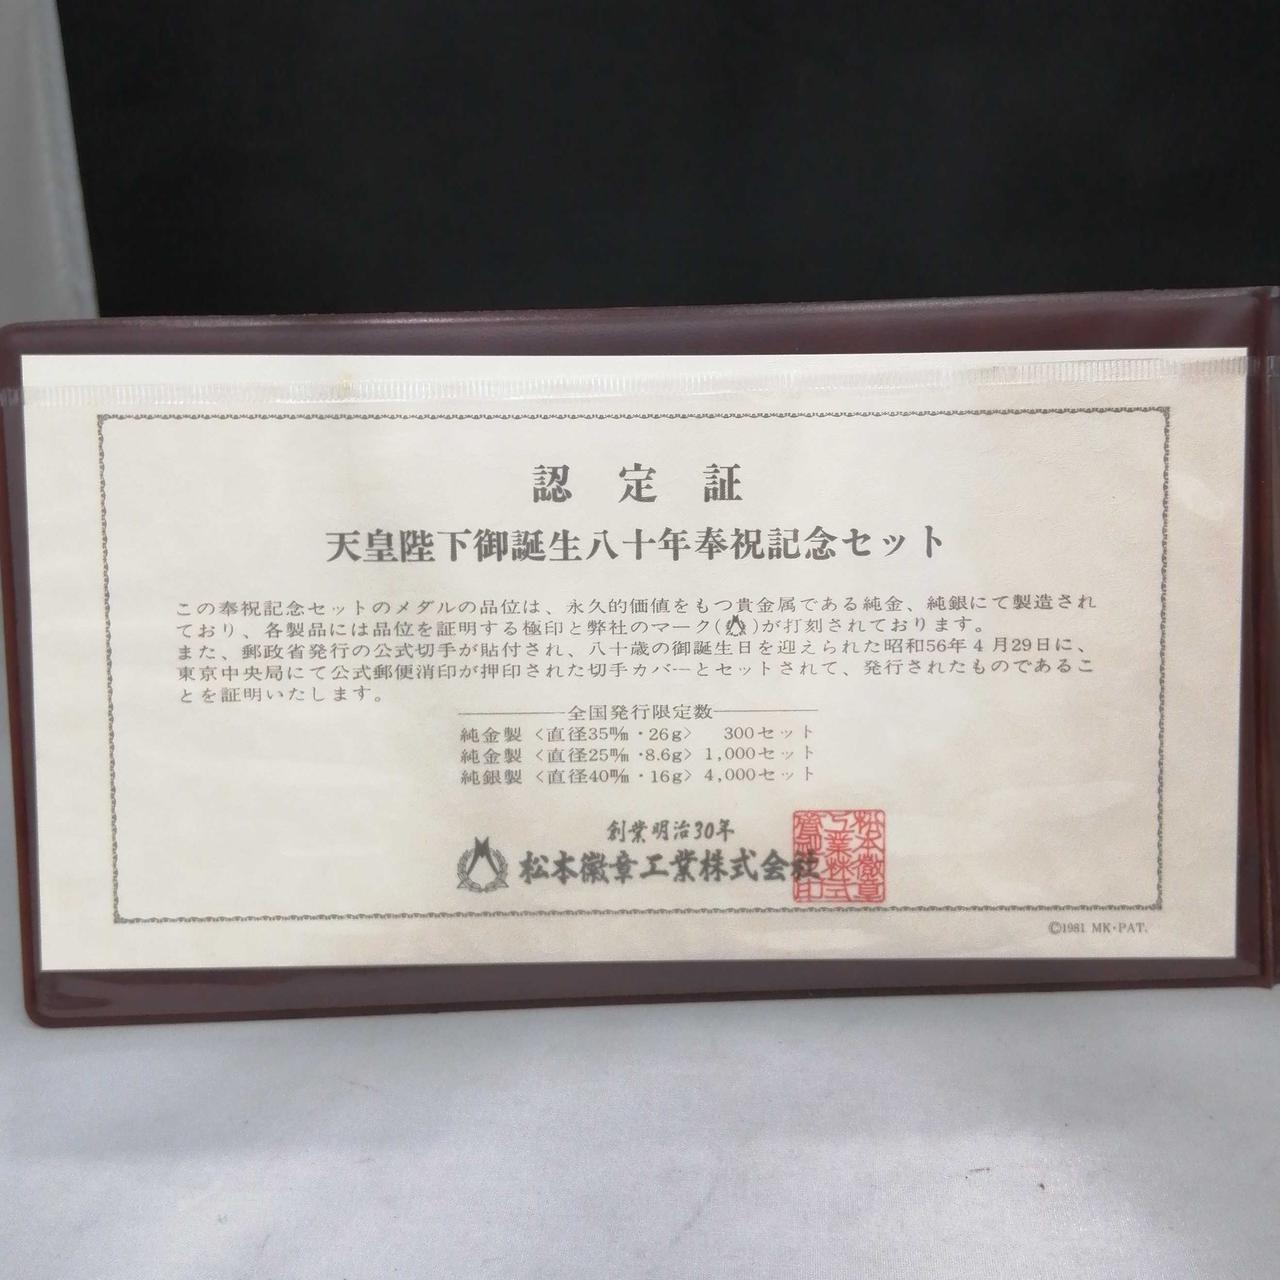 認定証
天皇陛下御誕生八十年奉祝記念セット
この奉祝記念セットのメダルの品位は、永久的価値をもつ貴金属である純金、純銀にて製造され
ており、各製品には品位を証明する極印と弊社のマーク( )が打刻されております。
また、郵政省発行の公式切手が貼付され、八十歳の御誕生日を迎えられた昭和56年4月29日に、
東京中央局にて公式郵便消印が押印された切手カバーとセットされて、発行されたものであるこ
とを証明いたします。
全国発行限定数
純金製〈直径35㎜・26g〉 300セット
純金製〈直径25㎜・8.6g〉 1,000セット
純銀製〈直径40㎜・16g〉 4,000セット
創業明治30年
松本徽章工業株式会社
松本徽章
工業株式
©1981 MK・PAT.